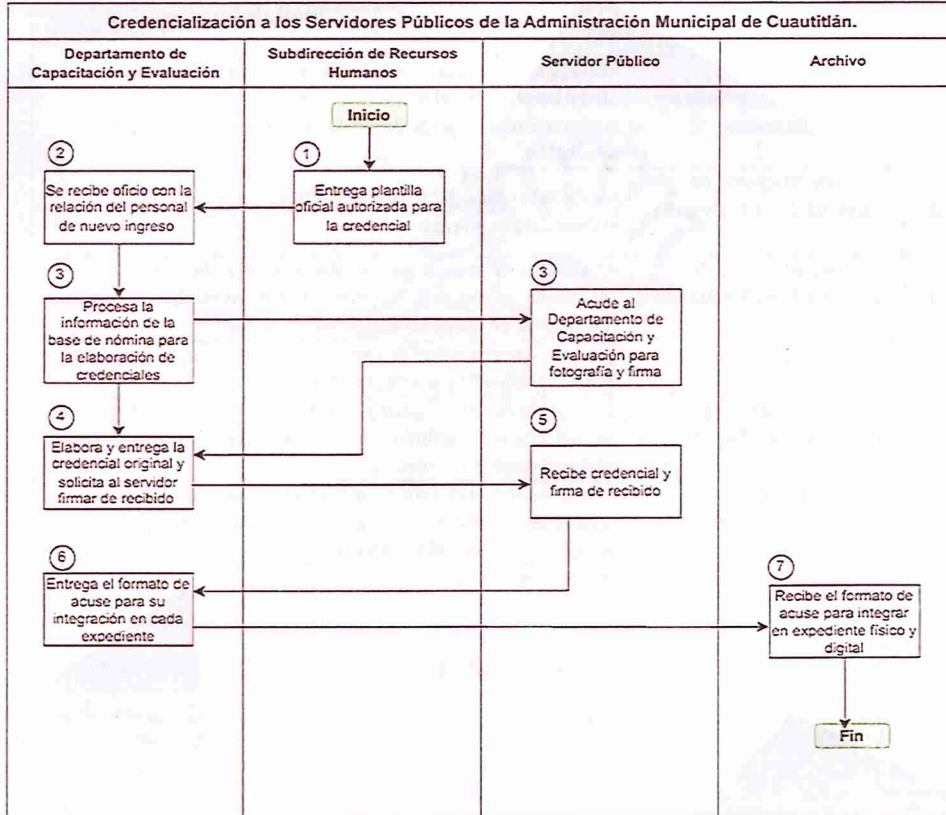 Credencialización a los Servidores Públicos de la Administración Municipal de Cuautitlán.
Departamento de
Capacitación y Evaluación
Subdirección de Recursos
Humanos
Servidor Público
Archivo
Inicio
1
Entrega plantilla
oficial autorizada para
la credencial
2
Se recibe oficio con la
relación del personal
de nuevo ingreso
3
Procesa la
información de la
base de nómina para
la elaboración de
credenciales
3
Acude al
Departamento de
Capacitación y
Evaluación para
fotografía y firma
4
Elabora y entrega la
credencial original y
solicita al servidor
firmar de recibido
5
Recibe credencial y
firma de recibido
6
Entrega el formato de
acuse para su
integración en cada
expediente
7
Recibe el formato de
acuse para integrar
en expediente físico y
digital
Fin